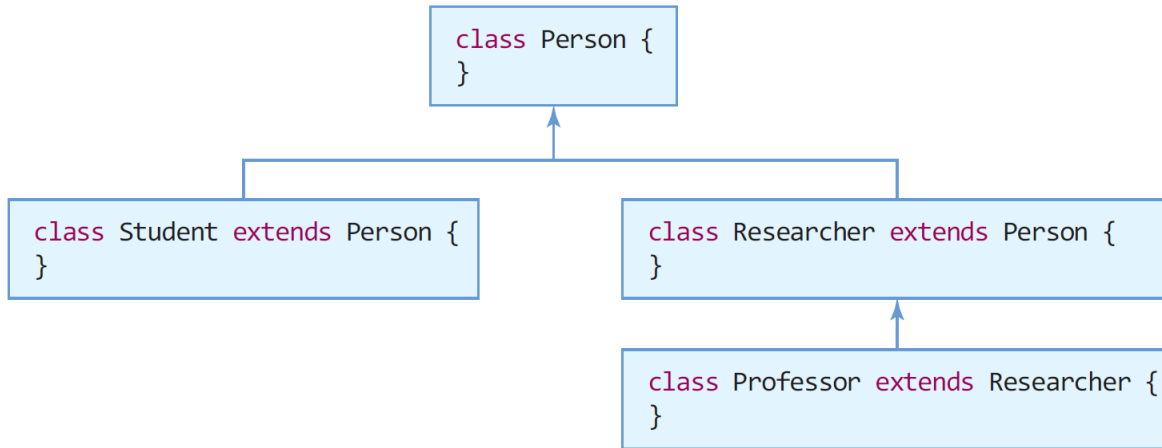 class Person {
}
class Student extends Person {
}
class Researcher extends Person {
}
class Professor extends Researcher {
}